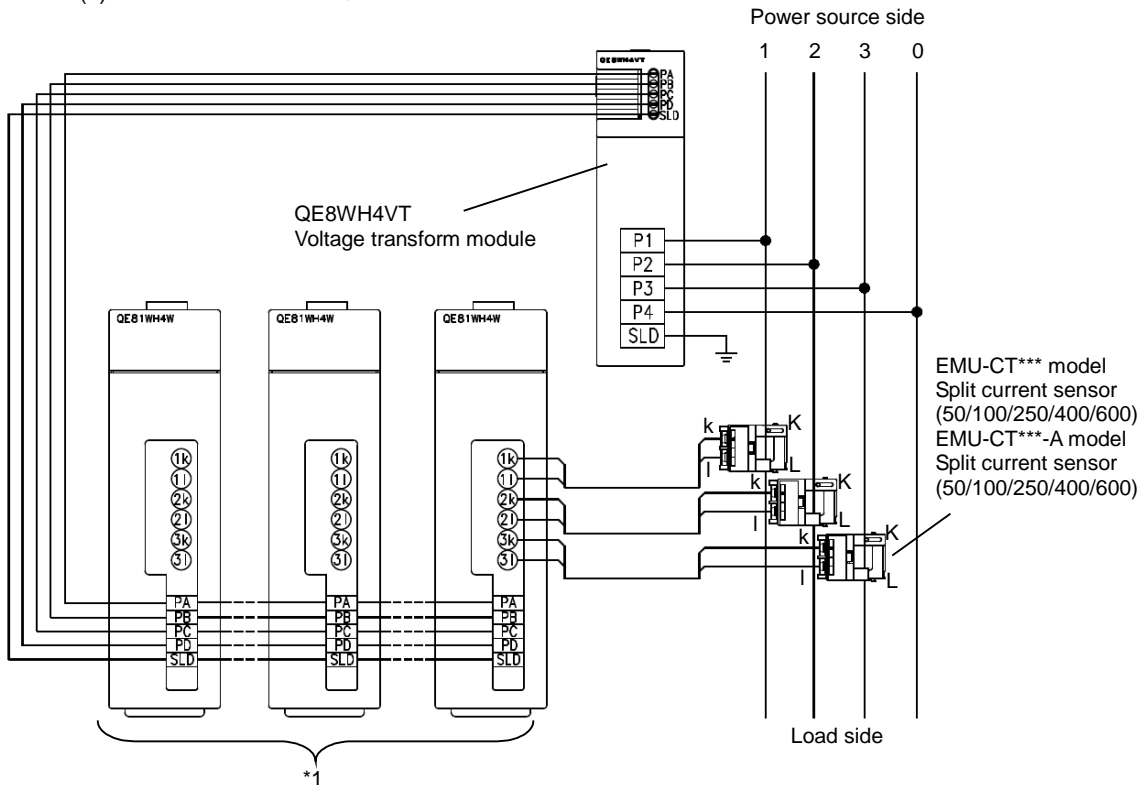 Power source side
1 2 3 0
PA
PB
PC
PD
SLD
QE8WH4VT
Voltage transform module
P1
P2
P3
P4
SLD
QE81WH4W QE81WH4W QE81WH4W
EMU-CT*** model
Split current sensor
(50/100/250/400/600)
EMU-CT***-A model
Split current sensor
(50/100/250/400/600)
k K
l L
k K
l L
k K
l L
1k 1k 1k
1l 1l 1l
2k 2k 2k
2l 2l 2l
3k 3k 3k
3l 3l 3l
PA PA PA
PB PB PB
PC PC PC
PD PD PD
SLD SLD SLD
Load side
*1